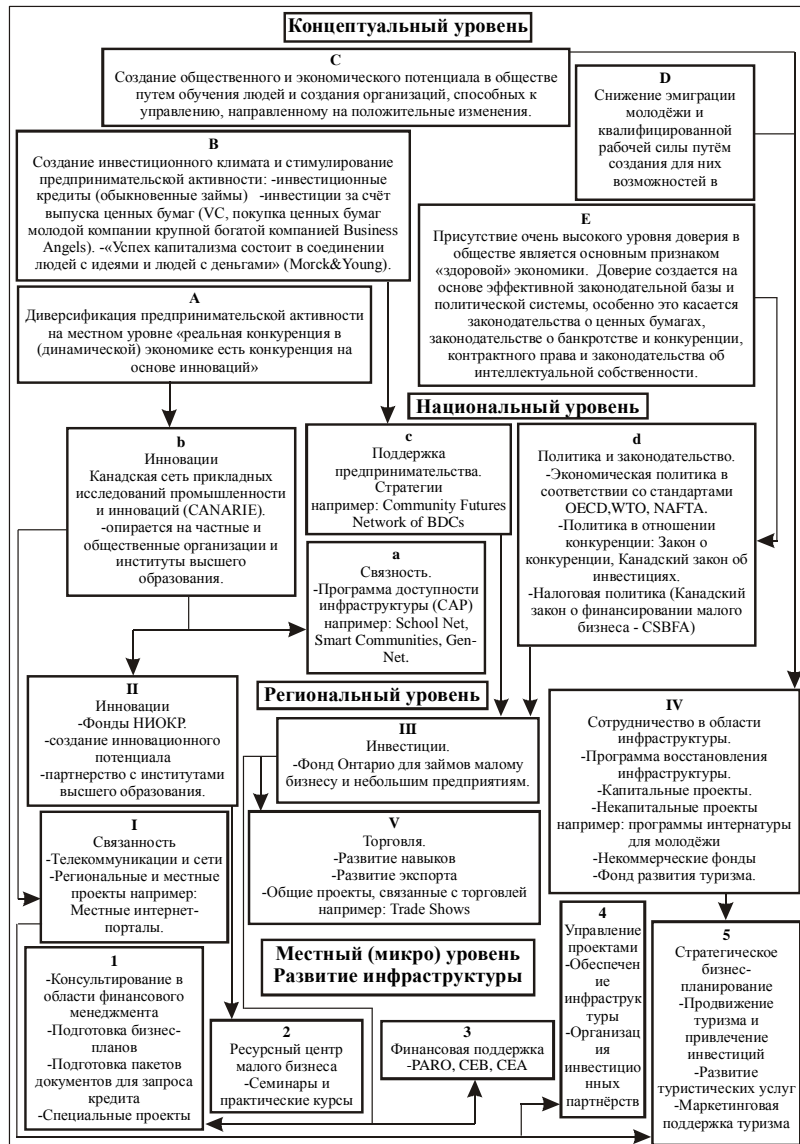 Концептуальный уровень
C
Создание общественного и экономического потенциала в обществе
путем обучения людей и создания организаций, способных к
управлению, направленному на положительные изменения.
D
Снижение эмиграции
молодёжи и
квалифицированной
рабочей силы путём
создания для них
возможностей в
B
Создание инвестиционного климата и стимулирование
предпринимательской активности: -инвестиционные
кредиты (обыкновенные займы) -инвестиции за счёт
выпуска ценных бумаг (VC, покупка ценных бумаг
молодой компании крупной богатой компанией Business
Angels). -«Успех капитализма состоит в соединении
людей с идеями и людей с деньгами» (Morck&Young).
E
Присутствие очень высокого уровня доверия в
обществе является основным признаком
«здоровой» экономики. Доверие создается на
основе эффективной законодательной базы и
политической системы, особенно это касается
законодательства о ценных бумагах,
законодательстве о банкротстве и конкуренции,
контрактного права и законодательства об
интеллектуальной собственности.
A
Диверсификация предпринимательской активности
на местном уровне «реальная конкуренция в
(динамической) экономике есть конкуренция на
основе инноваций»
Национальный уровень
b
Инновации
Канадская сеть прикладных
исследований промышленности
и инноваций (CANARIE).
-опирается на частные и
общественные организации и
институты высшего
образования.
c
Поддержка
предпринимательства.
Стратегии
например: Community Futures
Network of BDCs
d
Политика и законодательство.
-Экономическая политика в
соответствии со стандартами
OECD,WTO, NAFTA.
-Политика в отношении
конкуренции: Закон о
конкуренции, Канадский закон об
инвестициях.
-Налоговая политика (Канадский
закон о финансировании малого
бизнеса - CSBFA)
a
Связность.
-Программа доступности
инфраструктуры (CAP)
например: School Net,
Smart Communities, Gen-
Net.
Региональный уровень
II
Инновации
-Фонды НИОКР.
-создание инновационного
потенциала
-партнерство с институтами
высшего образования.
III
Инвестиции.
-Фонд Онтарио для займов малому
бизнесу и небольшим предприятиям.
IV
Сотрудничество в области
инфраструктуры.
-Программа восстановления
инфраструктуры.
-Капитальные проекты.
-Некапитальные проекты
например: программы интернатуры
для молодёжи
-Некоммерческие фонды
-Фонд развития туризма.
I
Связанность
-Телекоммуникации и сети
-Региональные и местные
проекты например:
Местные интернет-
порталы.
V
Торговля.
-Развитие навыков
-Развитие экспорта
-Общие проекты, связанные с торговлей
например: Trade Shows
Местный (микро) уровень
Развитие инфраструктуры
1
-Консультирование в
области финансового
менеджмента
-Подготовка бизнес-
планов
-Подготовка пакетов
документов для запроса
кредита
-Специальные проекты
2
Ресурсный центр
малого бизнеса
-Семинары и
практические курсы
3
Финансовая поддержка
-PARO, CEB, CEA
4
Управление
проектами
-Обеспечен
ие
инфраструкт
уры
-Организа
ция
инвестицио
нных
партнёрств
5
Стратегическое
бизнес-
планирование
-Продвижение
туризма и
привлечение
инвестиций
-Развитие
туристических услуг
-Маркетинговая
поддержка туризма